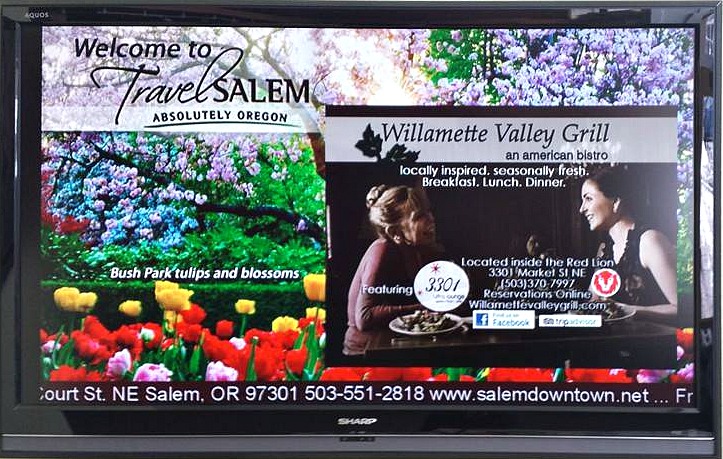 AQUOS
Welcome to
Travel SALEM
ABSOLUTELY OREGON
Willamette Valley Grill
an american bistro
locally inspired. seasonally fresh.
Breakfast. Lunch. Dinner.
Bush Park tulips and blossoms
Located inside the Red Lion
3301 Market St NE
(503)370-7997
Reservations Online
Willamettevalleygrill.com
Featuring
3301
Find us on
Facebook
tripadvisor
Court St. NE Salem, OR 97301 503-551-2818 www.salemdowntown.net ... Fr
SHARP